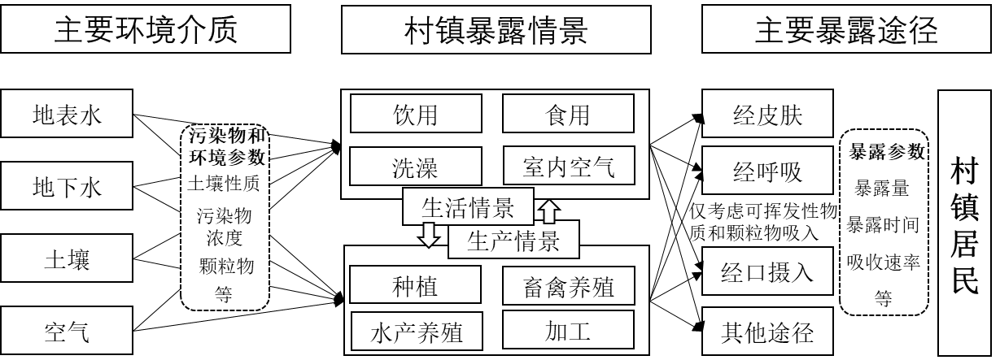 主要环境介质
村镇暴露情景
主要暴露途径
地表水
地下水
土壤
空气
污染物和
环境参数
土壤性质
污染物
浓度
颗粒物
等
饮用
食用
洗澡
室内空气
生活情景
生产情景
种植
畜禽养殖
水产养殖
加工
经皮肤
经呼吸
仅考虑可挥发性物
质和颗粒物吸入
经口摄入
其他途径
暴露参数
暴露量
暴露时间
吸收速率
等
村镇居民